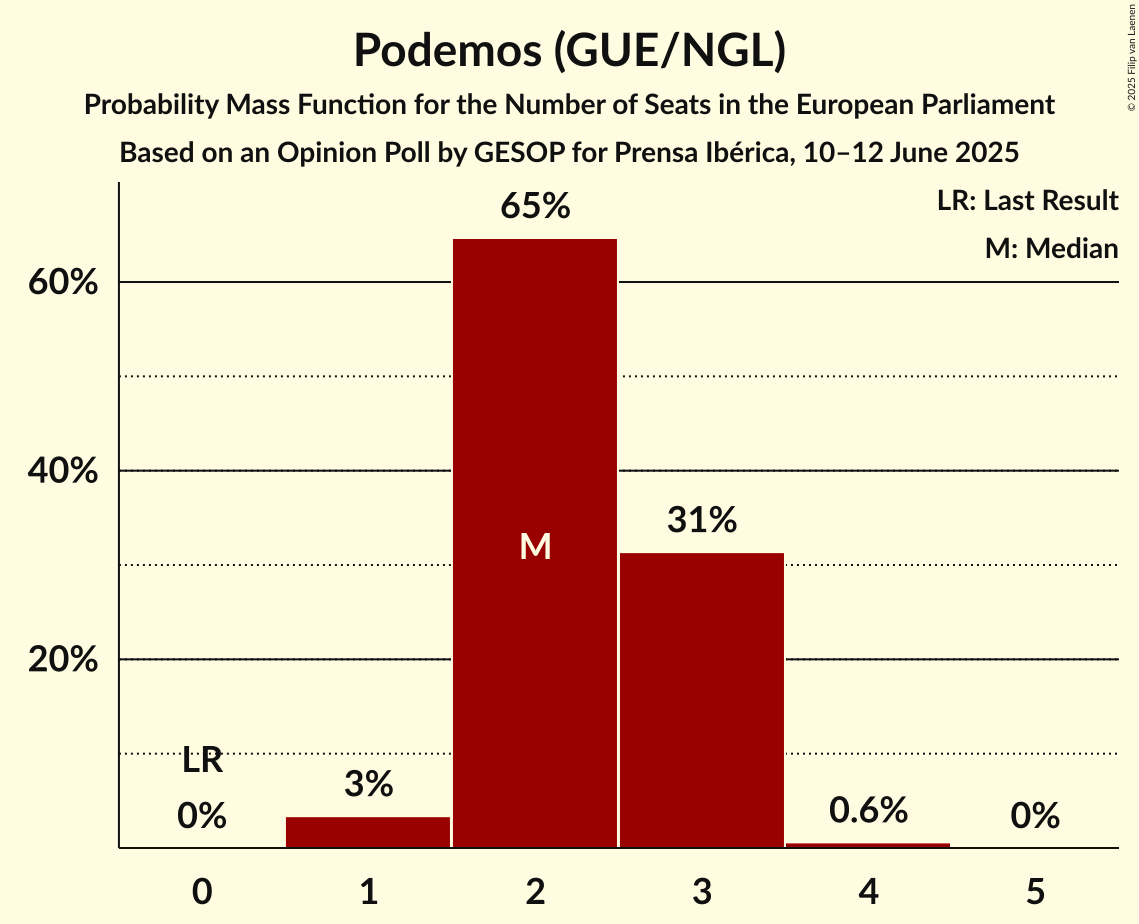 Podemos (GUE/NGL)
Probability Mass Function for the Number of Seats in the European Parliament
Based on an Opinion Poll by GESOP for Prensa Ibérica, 10–12 June 2025
© 2025 Filip van Laenen
LR: Last Result
M: Median
65%
60%
40%
31%
M
20%
LR
3%
0%
0.6%
0%
0 1 2 3 4 5